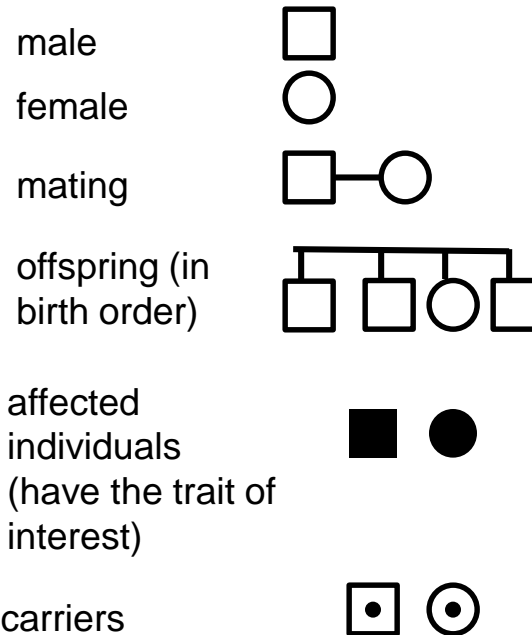 male
female
mating
offspring (in
birth order)
affected
individuals
(have the trait of
interest)
carriers